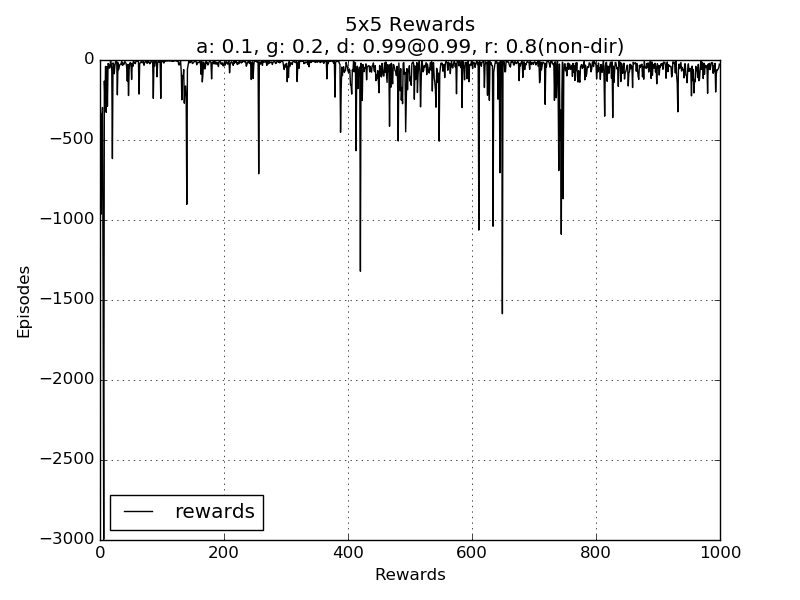 5x5 Rewards
a: 0.1, g: 0.2, d: 0.99@0.99, r: 0.8(non-dir)
0
−500
−1000
−1500
−2000
−2500
−3000
Episodes
rewards
0 200 400 600 800 1000
Rewards